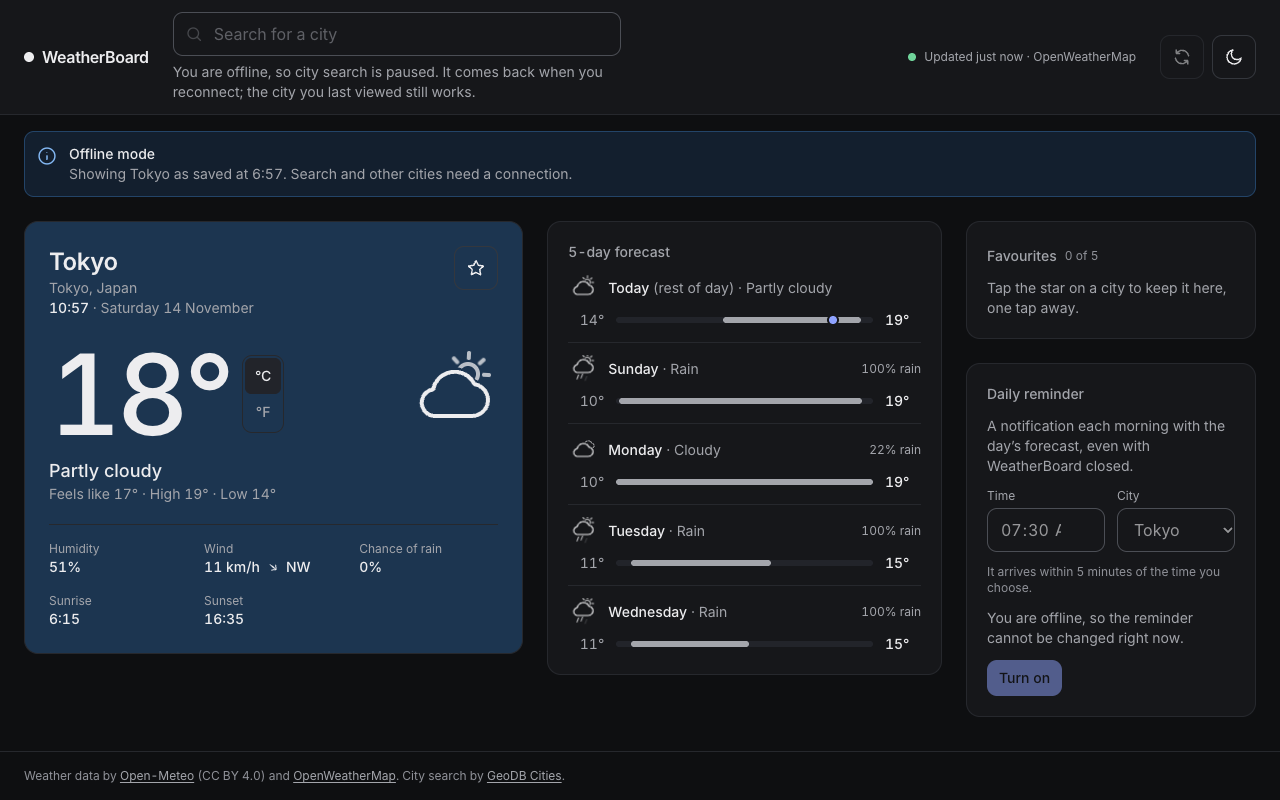 WeatherBoard
Search for a city
You are offline, so city search is paused. It comes back when you
reconnect; the city you last viewed still works.
Updated just now · OpenWeatherMap
Offline mode
Showing Tokyo as saved at 6:57. Search and other cities need a connection.
Tokyo
Tokyo, Japan
10:57 · Saturday 14 November
18°
°C
°F
Partly cloudy
Feels like 17° · High 19° · Low 14°
Humidity
51%
Wind
11 km/h ↘ NW
Chance of rain
0%
Sunrise
6:15
Sunset
16:35
5-day forecast
Today (rest of day) · Partly cloudy
14° 19°
Sunday · Rain 100% rain
10° 19°
Monday · Cloudy 22% rain
10° 19°
Tuesday · Rain 100% rain
11° 15°
Wednesday · Rain 100% rain
11° 15°
Favourites 0 of 5
Tap the star on a city to keep it here,
one tap away.
Daily reminder
A notification each morning with the
day’s forecast, even with
WeatherBoard closed.
Time
07:30
City
Tokyo
It arrives within 5 minutes of the time you
choose.
You are offline, so the reminder
cannot be changed right now.
Turn on
Weather data by Open-Meteo (CC BY 4.0) and OpenWeatherMap. City search by GeoDB Cities.